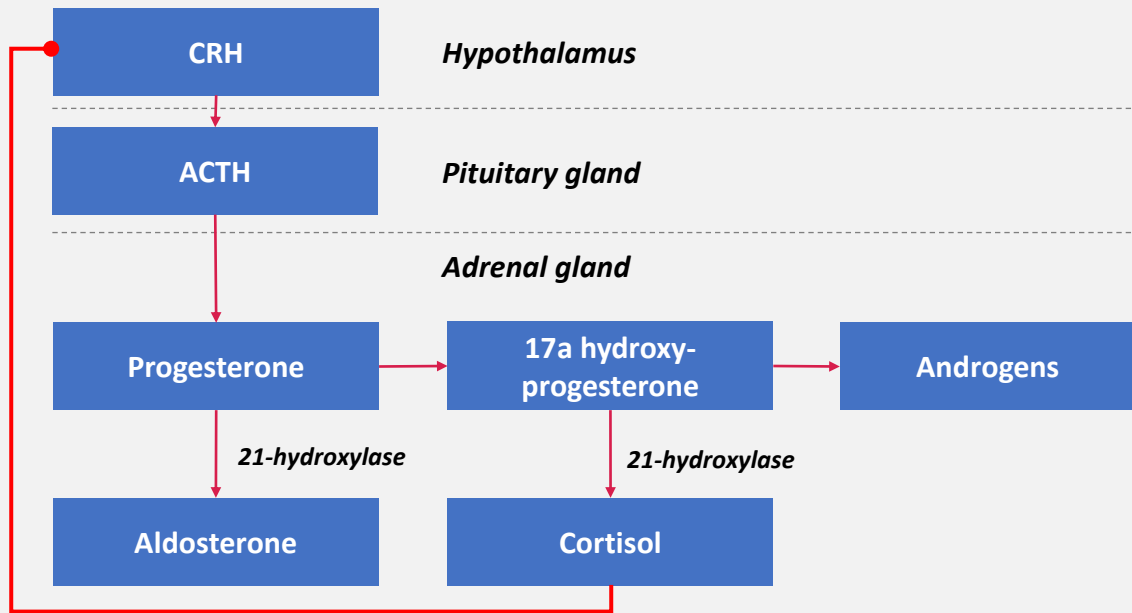 CRH
Hypothalamus
ACTH
Pituitary gland
Adrenal gland
Progesterone
17a hydroxy-
progesterone
Androgens
21-hydroxylase
21-hydroxylase
Aldosterone
Cortisol